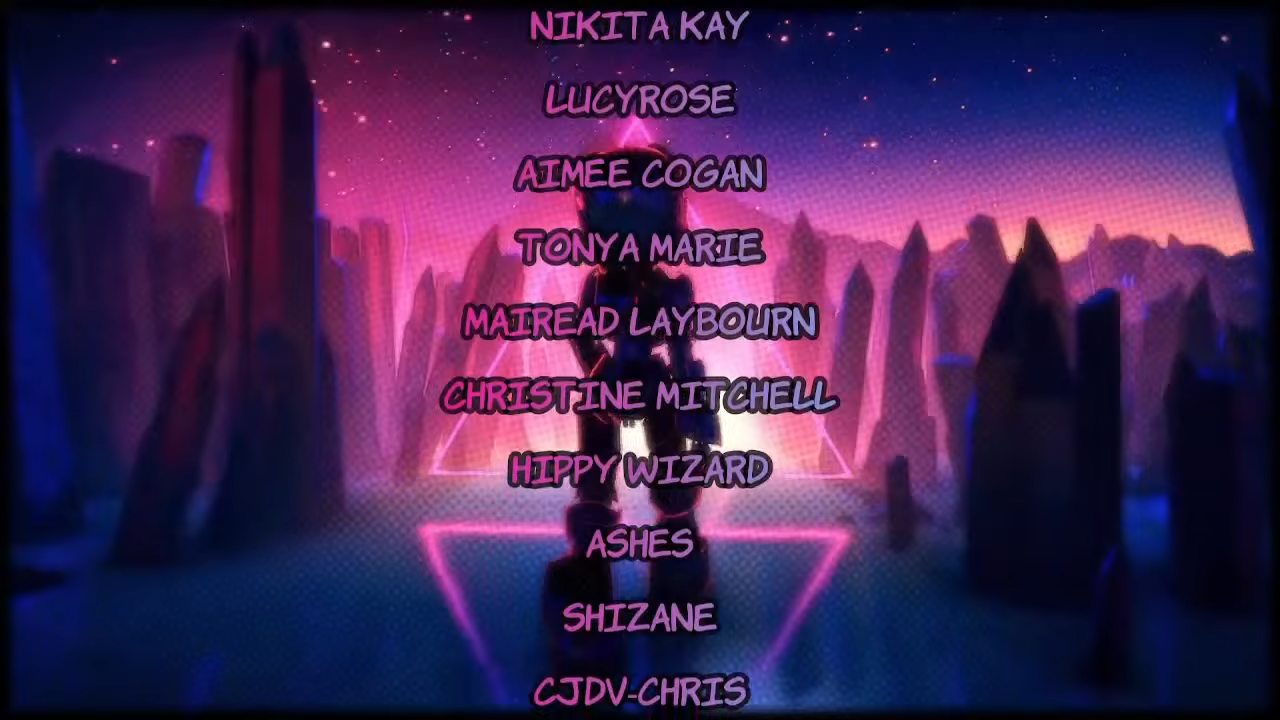 NIKITA KAY
LUCYROSE
AIMEE COGAN
TONYA MARIE
MAIREAD LAYBOURN
CHRISTINE MITCHELL
HIPPY WIZARD
ASHES
SHIZANE
CJDV-CHRIS